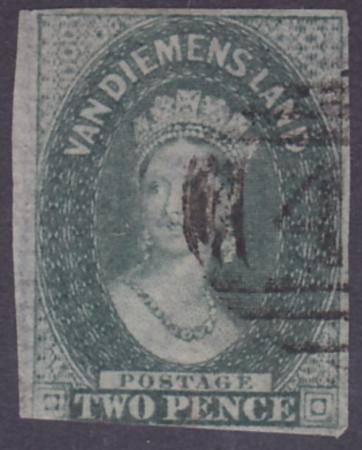 VAN DIEMENS LAND
POSTAGE
TWO PENCE